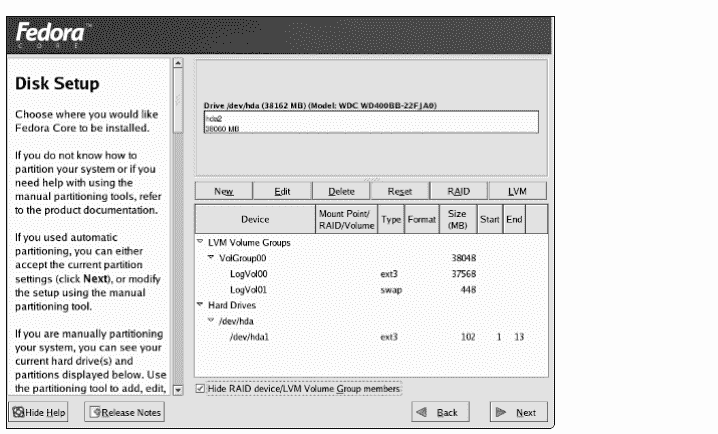 Fedora™
CORE
Disk Setup
Choose where you would like
Fedora Core to be installed.
If you do not know how to
partition your system or if you
need help with using the
manual partitioning tools, refer
to the product documentation.
If you used automatic
partitioning, you can either
accept the current partition
settings (click Next), or modify
the setup using the manual
partitioning tool.
If you are manually partitioning
your system, you can see your
current hard drive(s) and
partitions displayed below. Use
the partitioning tool to add, edit,
Drive /dev/hda (38162 MB) (Model: WDC WD400BB-22FJA0)
hda2
38060 MB
New Edit Delete Reset RAID LVM
Device Mount Point/ RAID/Volume Type Format Size (MB) Start End
LVM Volume Groups
VolGroup00 38048
LogVol00 ext3 37568
LogVol01 swap 448
Hard Drives
/dev/hda
/dev/hda1 ext3 102 1 13
Hide RAID device/LVM Volume Group members
Hide Help Release Notes Back Next